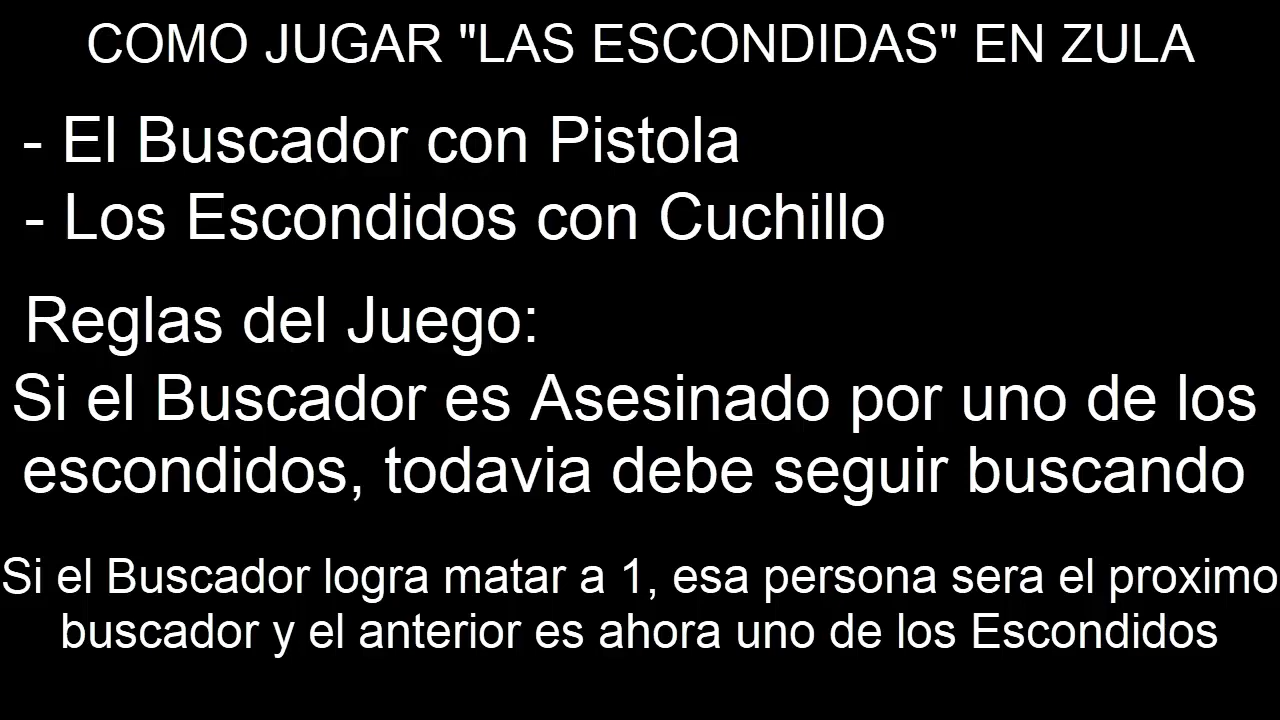 COMO JUGAR "LAS ESCONDIDAS" EN ZULA
- El Buscador con Pistola
- Los Escondidos con Cuchillo
Reglas del Juego:
Si el Buscador es Asesinado por uno de los
escondidos, todavia debe seguir buscando
Si el Buscador logra matar a 1, esa persona sera el proximo
buscador y el anterior es ahora uno de los Escondidos